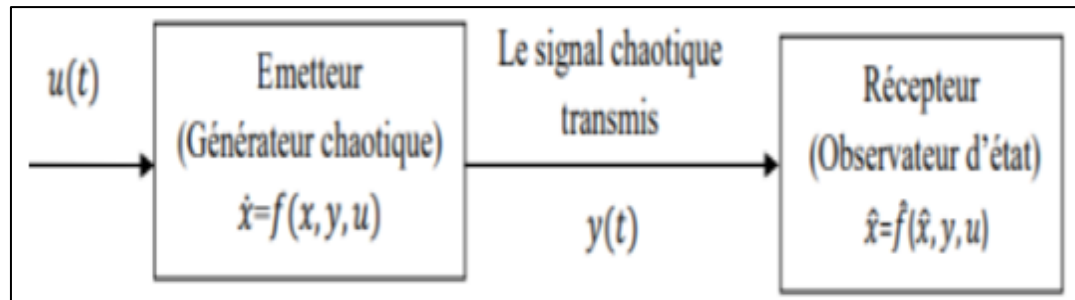 u(t)
Emetteur
(Générateur chaotique)
ẋ=f(x,y,u)
Le signal chaotique
transmis
y(t)
Récepteur
(Observateur d'état)
x̂=f̂(x̂,y,u)